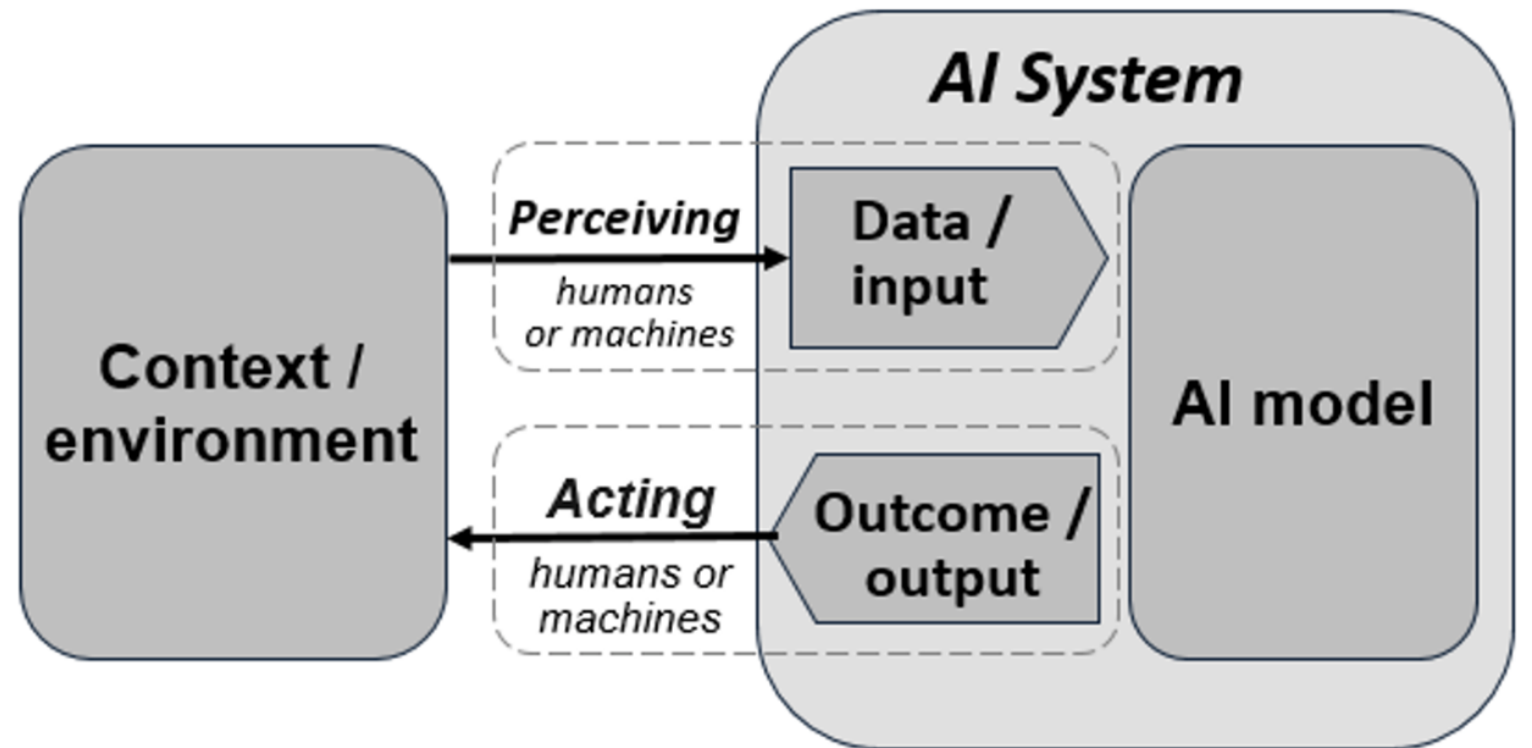 AI System
Perceiving
humans
or machines
Data /
input
Context /
environment
AI model
Acting
humans or
machines
Outcome /
output